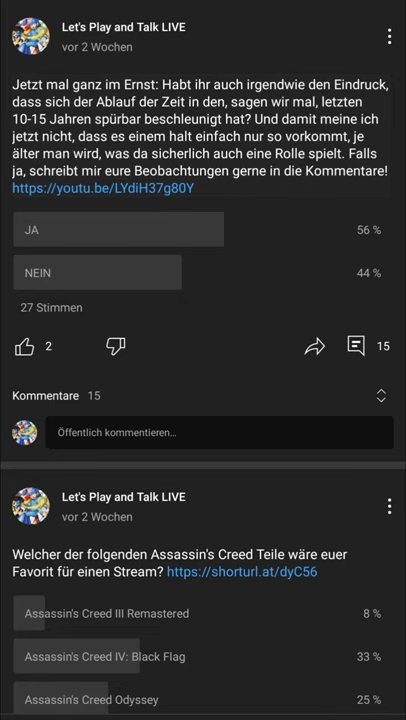 Let's Play and Talk LIVE
vor 2 Wochen
Jetzt mal ganz im Ernst: Habt ihr auch irgendwie den Eindruck,
dass sich der Ablauf der Zeit in den, sagen wir mal, letzten
10-15 Jahren spürbar beschleunigt hat? Und damit meine ich
jetzt nicht, dass es einem halt einfach nur so vorkommt, je
älter man wird, was da sicherlich auch eine Rolle spielt. Falls
ja, schreibt mir eure Beobachtungen gerne in die Kommentare!
https://youtu.be/LYdiH37g80Y
JA 56 %
NEIN 44 %
27 Stimmen
2 15
Kommentare 15
Öffentlich kommentieren...
Let's Play and Talk LIVE
vor 2 Wochen
Welcher der folgenden Assassin's Creed Teile wäre euer
Favorit für einen Stream? https://shorturl.at/dyC56
Assassin's Creed III Remastered 8 %
Assassin's Creed IV: Black Flag 33 %
Assassin's Creed Odyssey 25 %